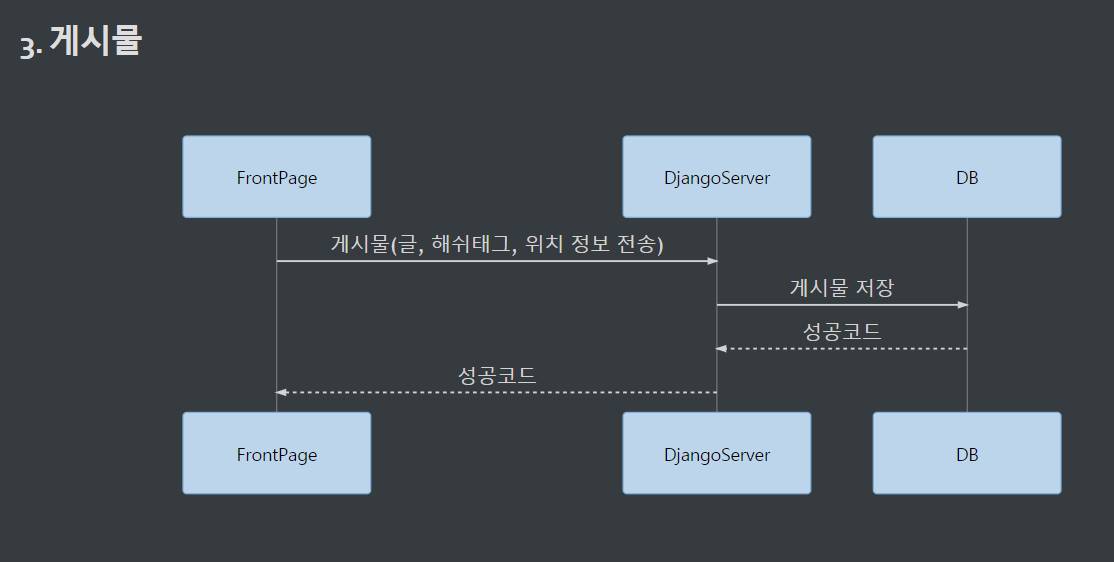 3. 게시물
FrontPage
DjangoServer
DB
게시물(글, 해쉬태그, 위치 정보 전송)
게시물 저장
성공코드
성공코드
FrontPage
DjangoServer
DB